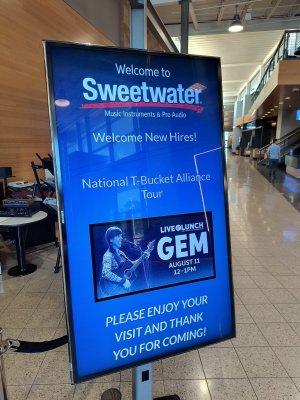 Welcome to
Sweetwater
Music Instruments & Pro Audio
Welcome New Hires!
National T-Bucket Alliance
Tour
LIVE@LUNCH
GEM
AUGUST 11
12-1PM
PLEASE ENJOY YOUR
VISIT AND THANK
YOU FOR COMING!